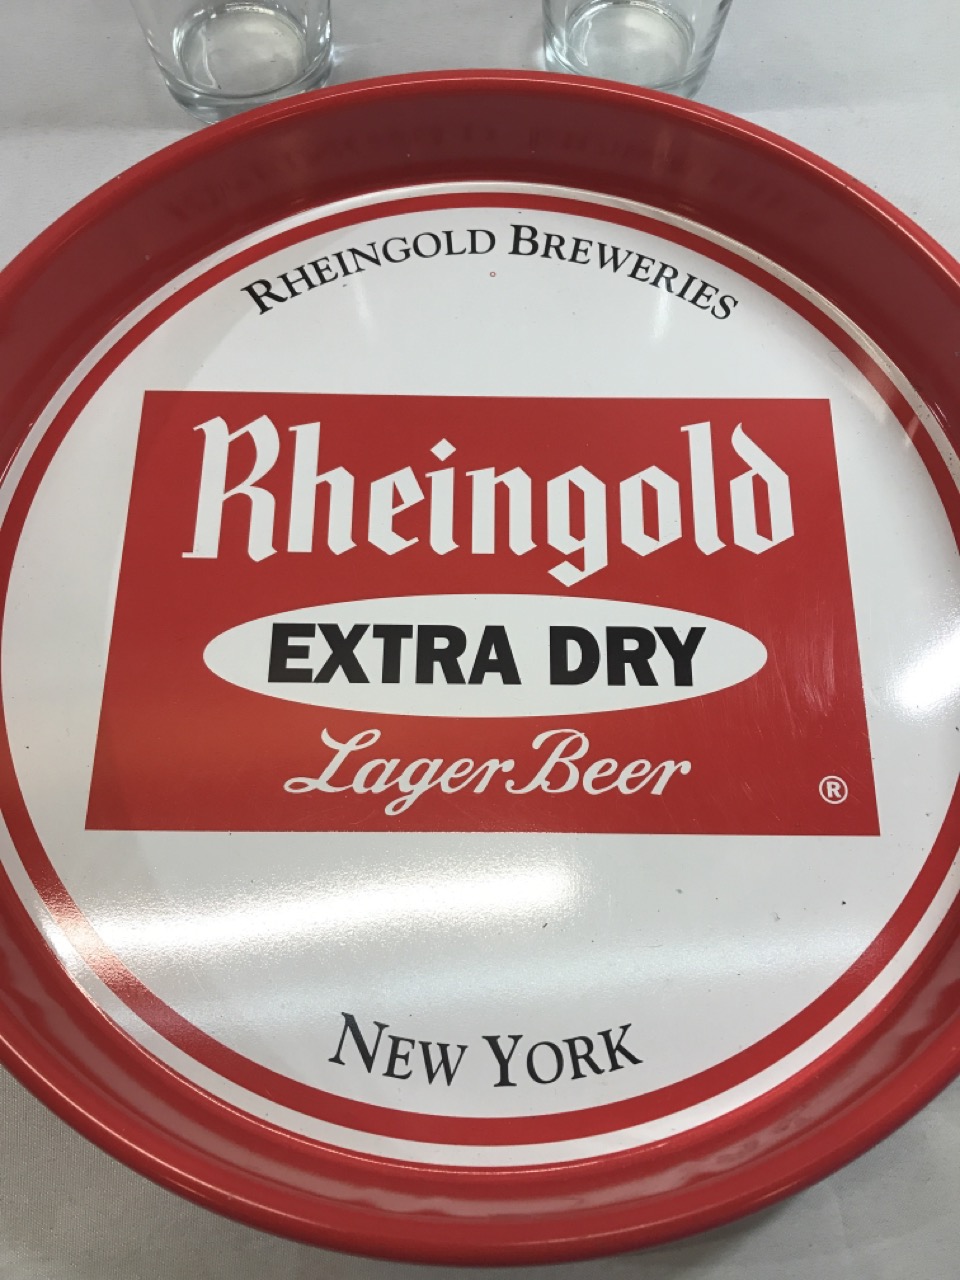 RHEINGOLD BREWERIES
Rheingold
EXTRA DRY
Lager Beer
®
NEW YORK